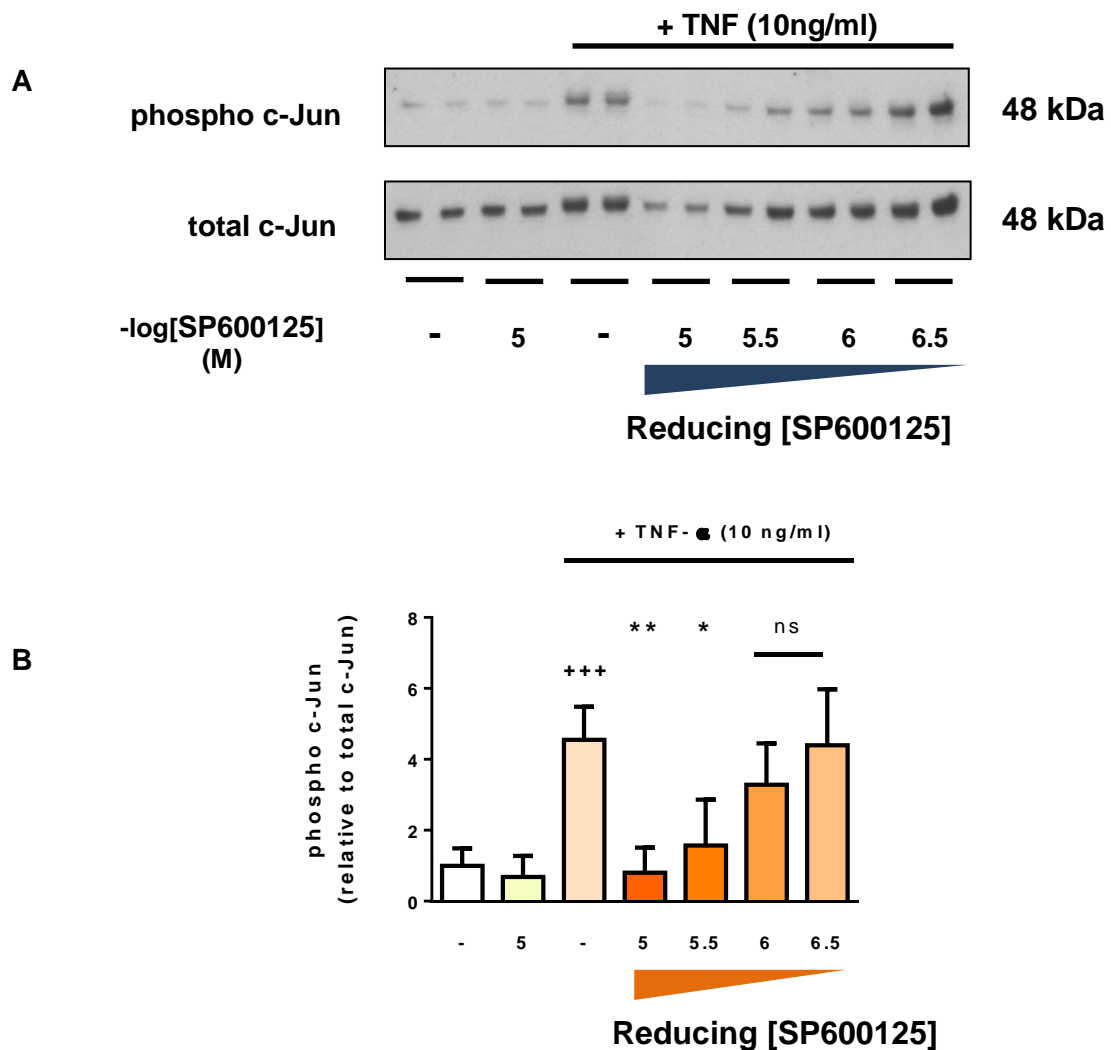 + TNF (10ng/ml)
A
phospho c-Jun
48 kDa
total c-Jun
48 kDa
-log[SP600125]
(M)
- 5 - 5 5.5 6 6.5
Reducing [SP600125]
+ TNF- (10 ng/ml)
B
phospho c-Jun
(relative to total c-Jun)
8
6
4
2
0
+++
**
*
ns
- 5 - 5 5.5 6 6.5
Reducing [SP600125]